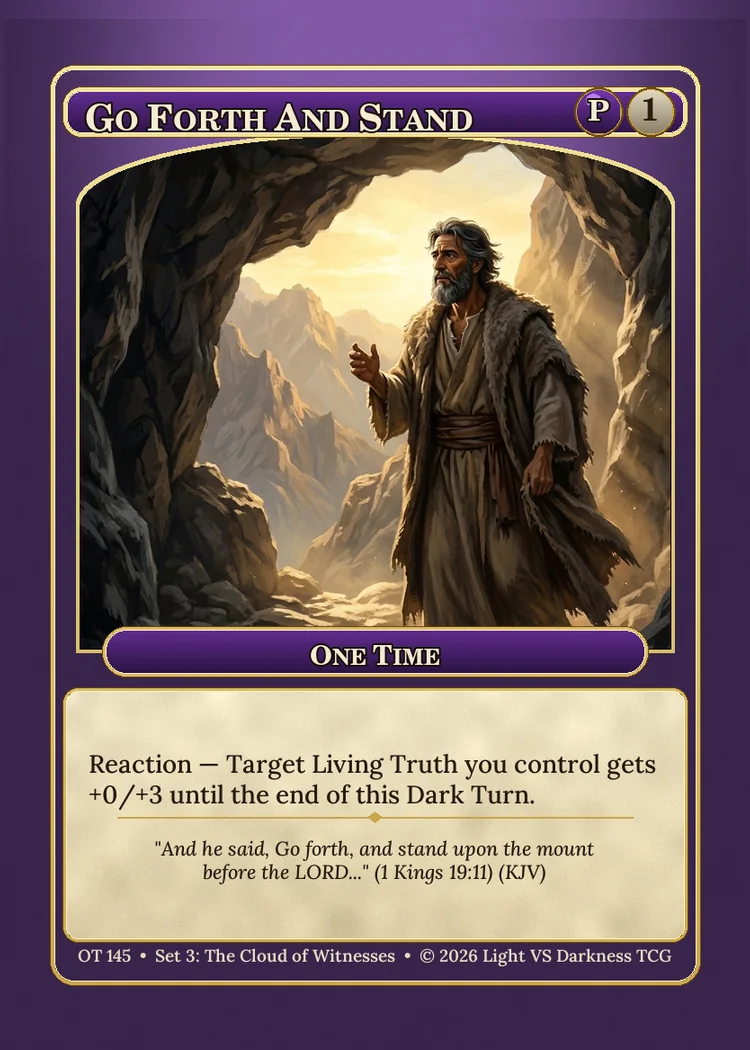 Go Forth And Stand P 1
One Time
Reaction — Target Living Truth you control gets
+0/+3 until the end of this Dark Turn.
"And he said, Go forth, and stand upon the mount
before the LORD..." (1 Kings 19:11) (KJV)
OT 145 • Set 3: The Cloud of Witnesses • © 2026 Light VS Darkness TCG